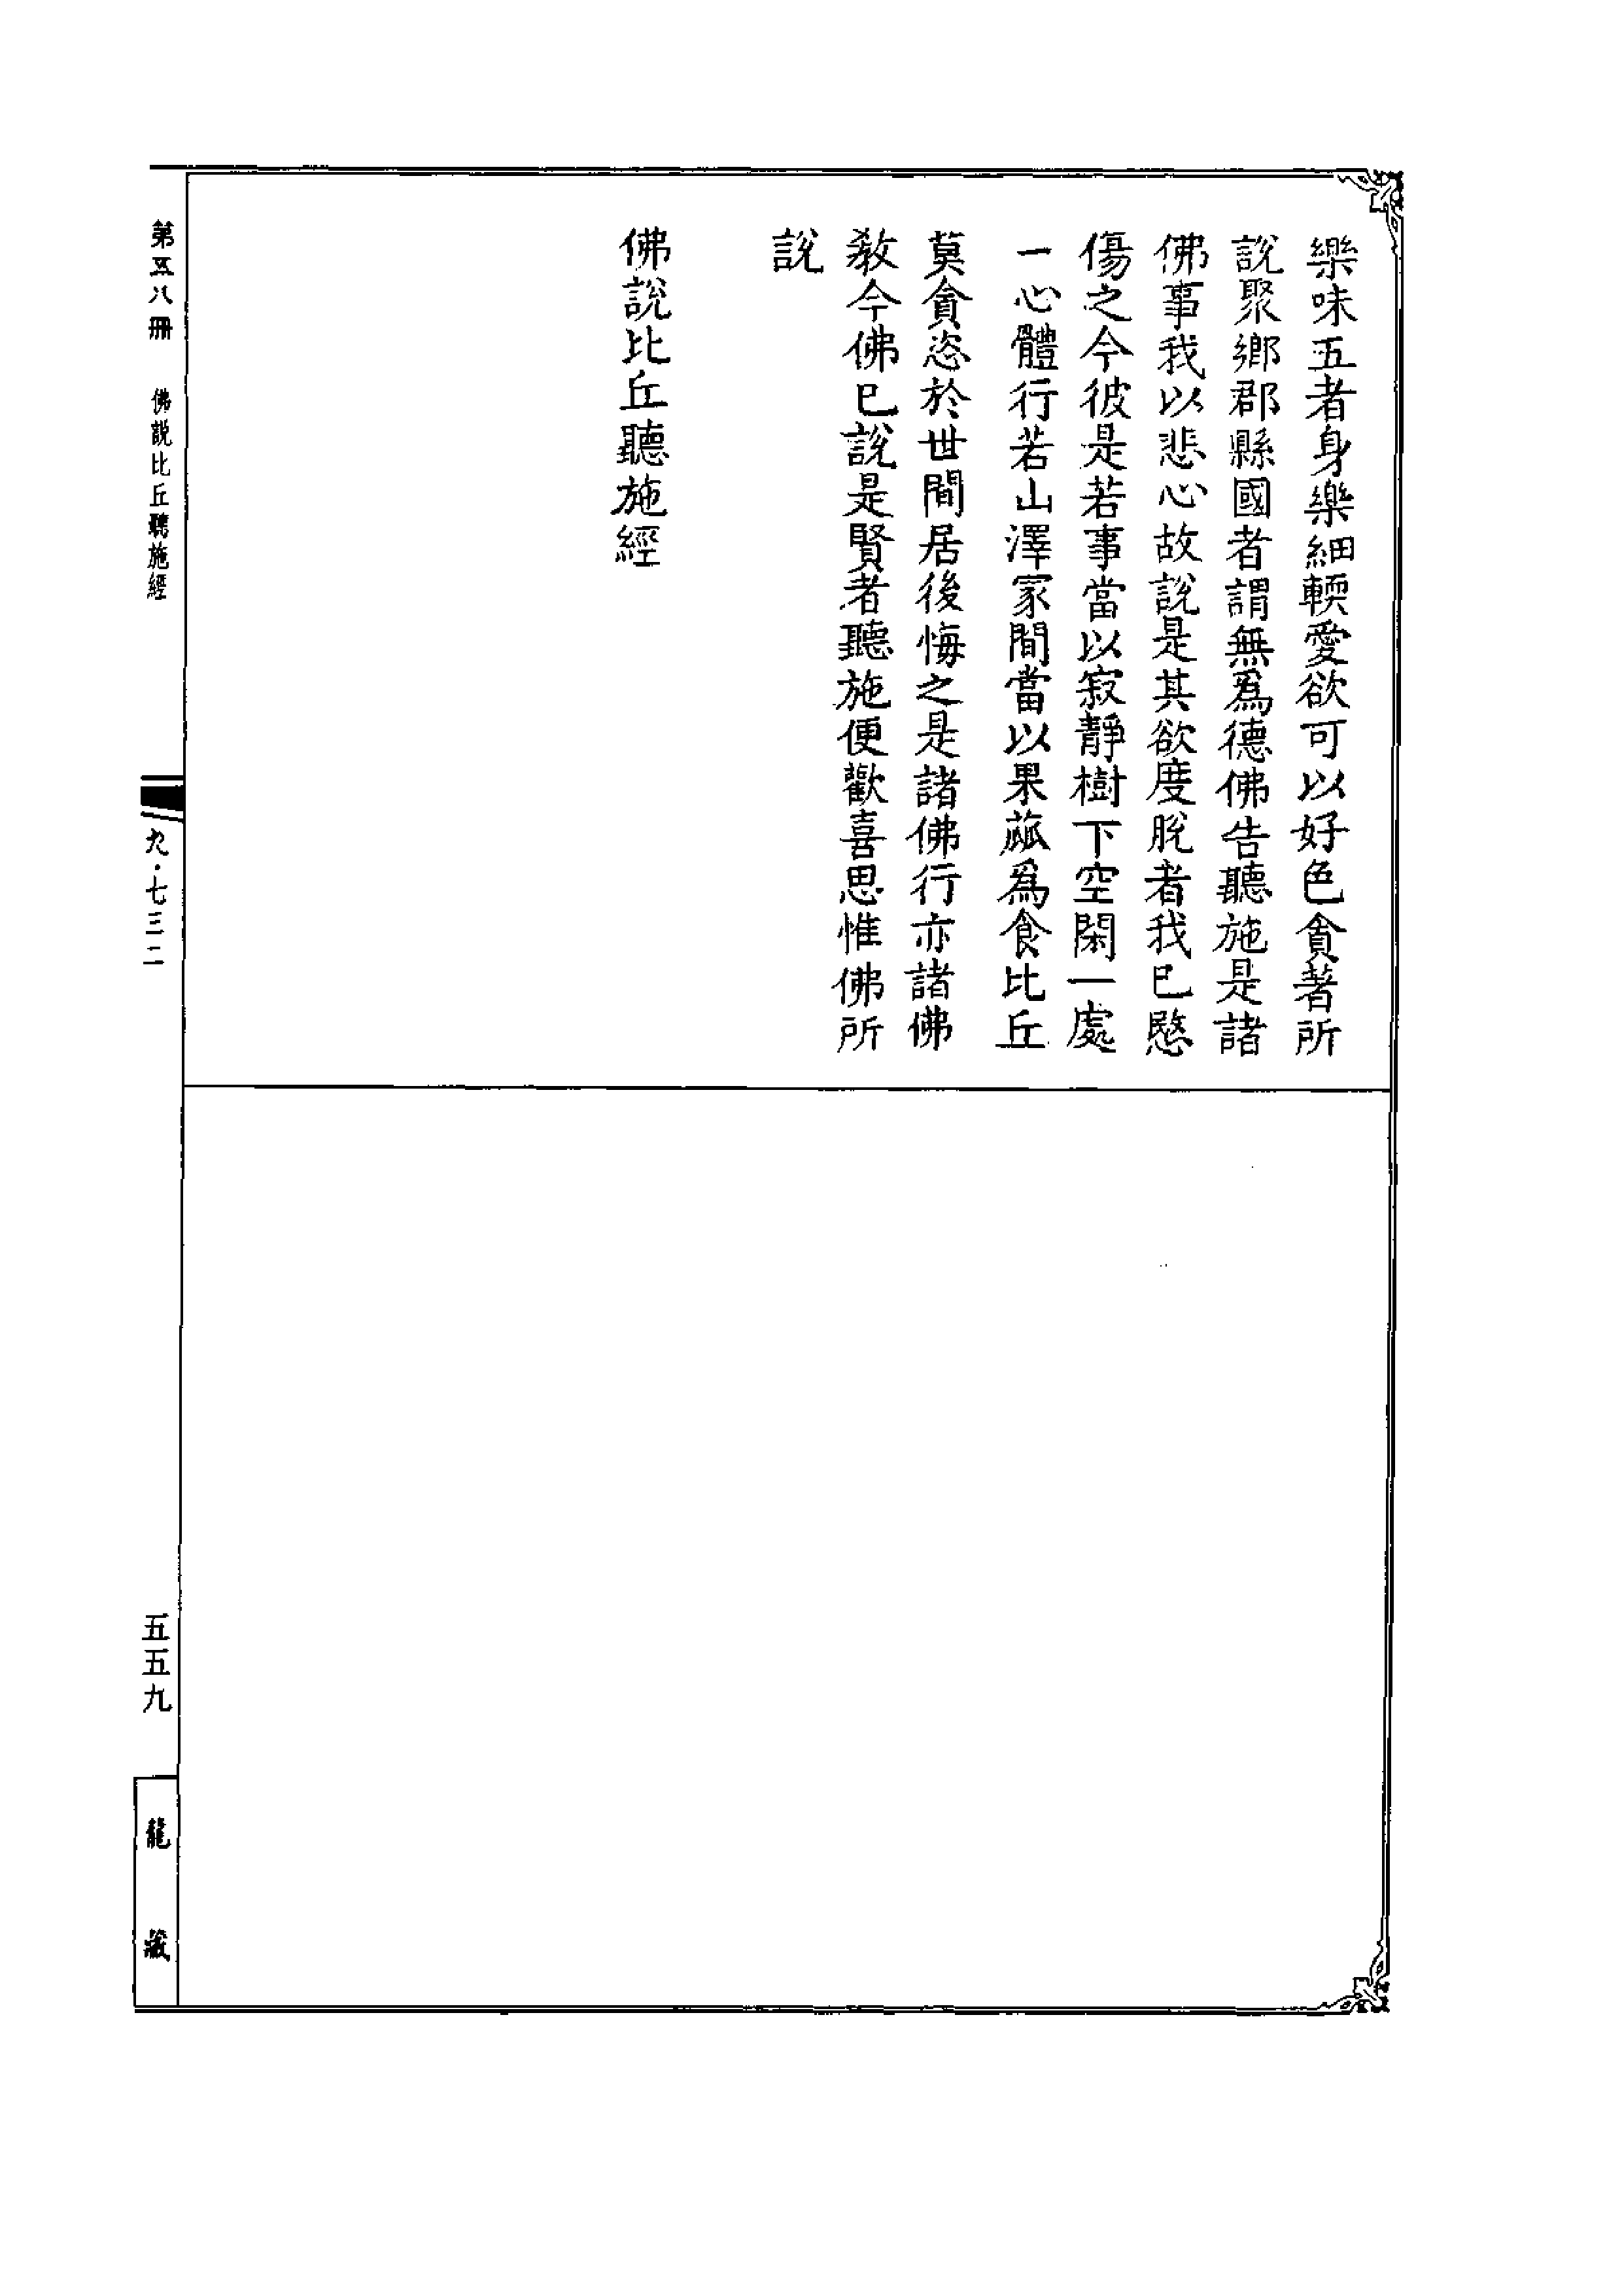 樂味五者身樂細輭愛欲可以好色貪著所
說聚鄉郡縣國者謂無爲德佛告聽施是諸
佛事我以悲心故說是其欲度脫者我已愍
傷之今彼是若事當以寂靜樹下空閑一處
一心體行若山澤冡間當以果蓏爲食比丘
莫貪恣於世間居後悔之是諸佛行亦諸佛
教今佛已說是賢者聽施便歡喜思惟佛所
說
佛說比丘聽施經
第五八冊
佛說比丘聽施經
九·七三二
五五九
龍藏